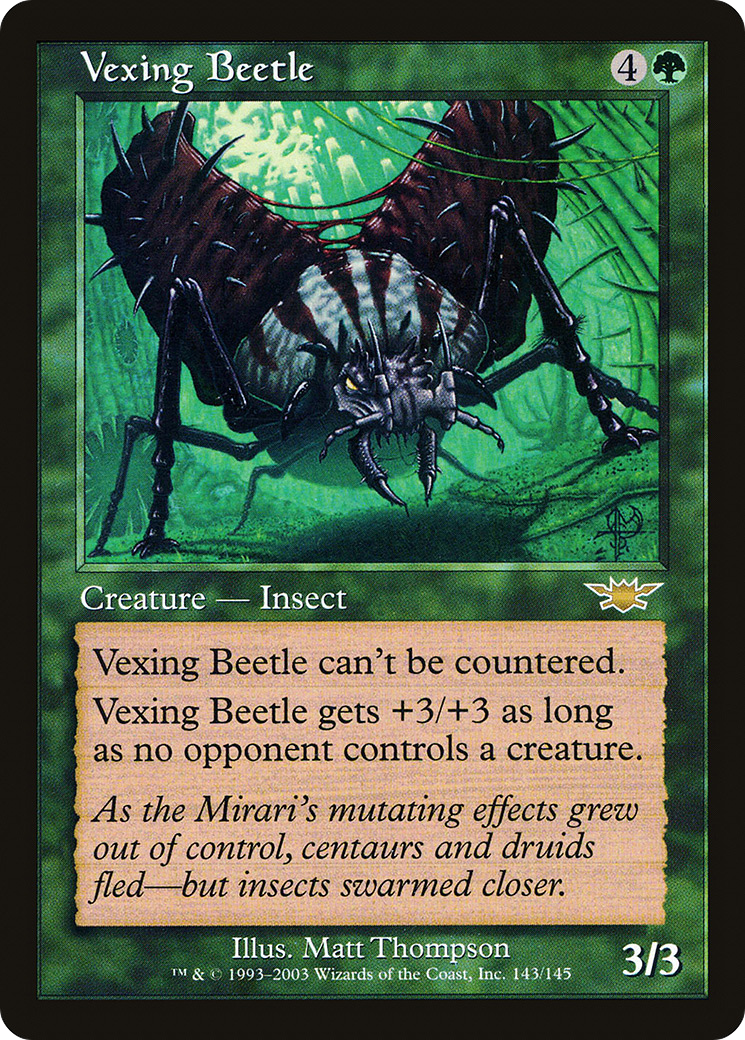 Vexing Beetle 4
Creature — Insect
Vexing Beetle can't be countered.
Vexing Beetle gets +3/+3 as long
as no opponent controls a creature.
As the Mirari's mutating effects grew
out of control, centaurs and druids
fled—but insects swarmed closer.
Illus. Matt Thompson
™ & © 1993–2003 Wizards of the Coast, Inc. 143/145
3/3